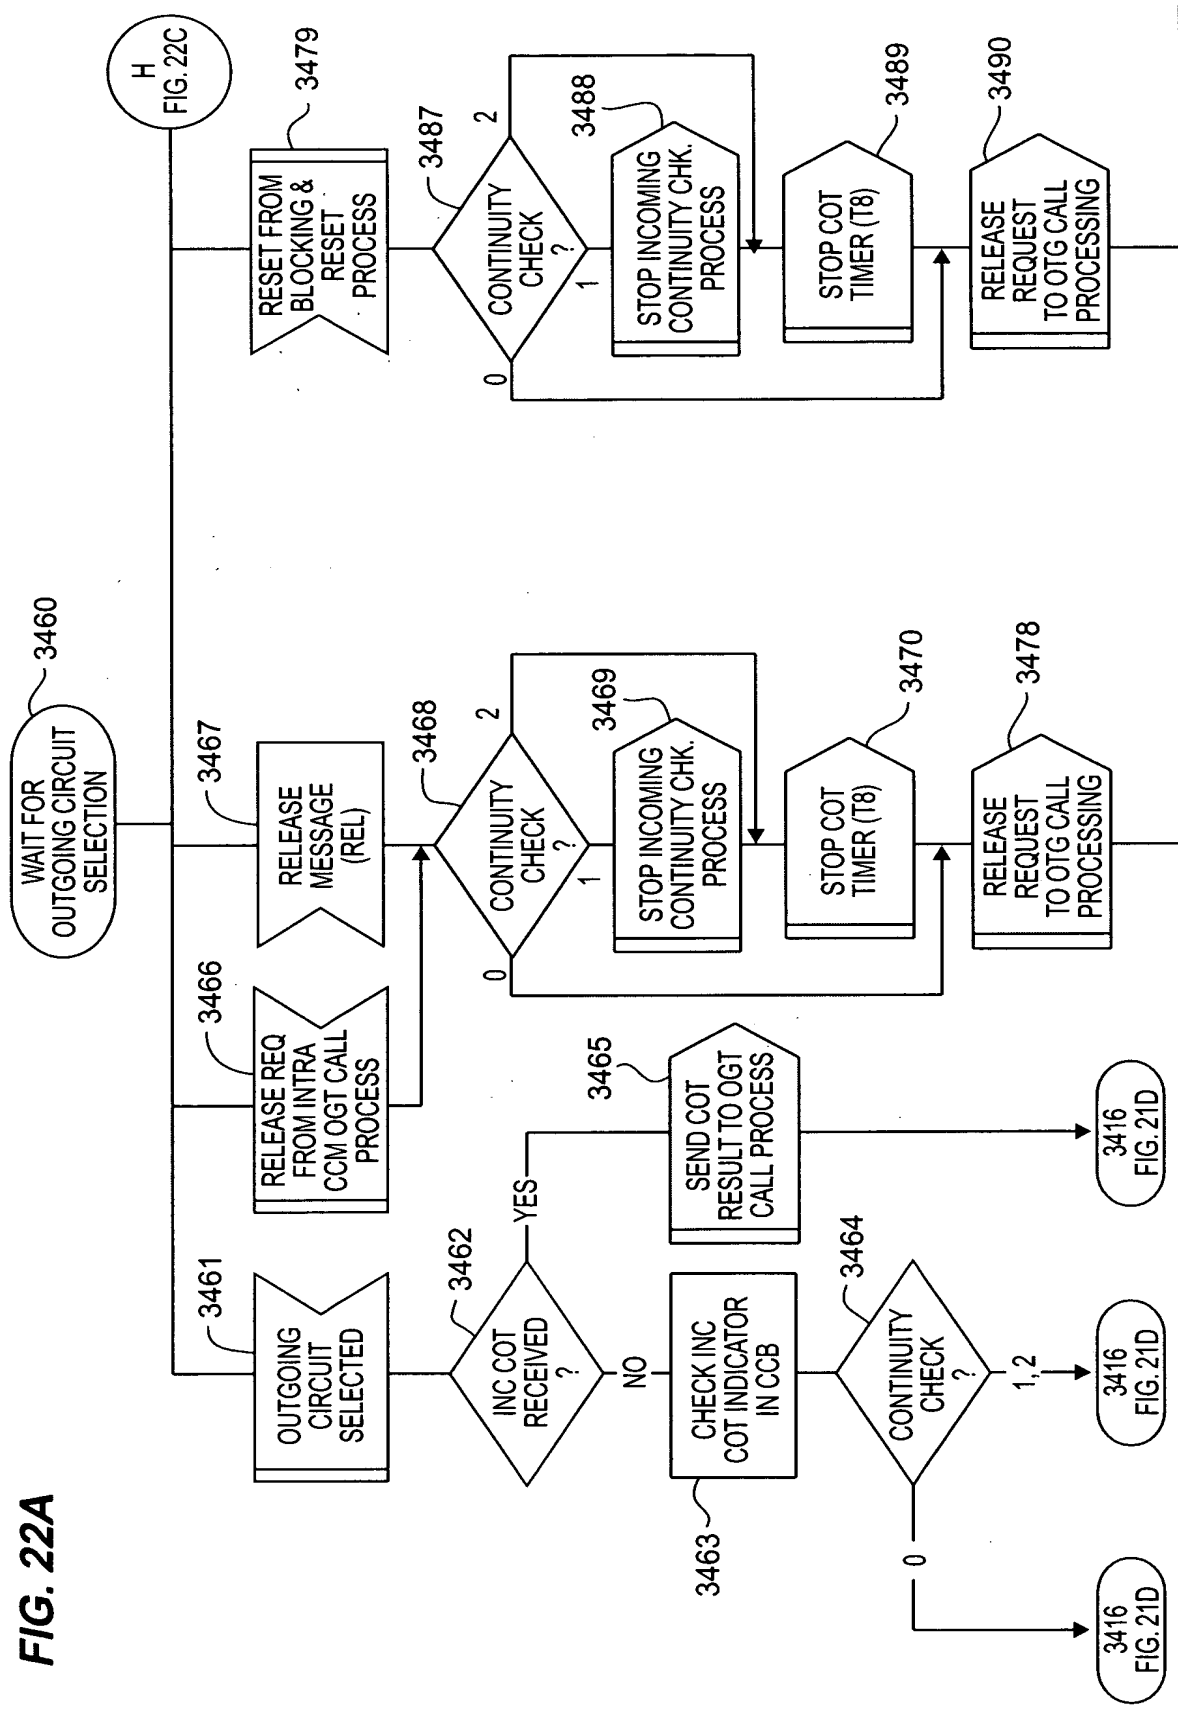 FIG. 22A
WAIT FOR
OUTGOING CIRCUIT
SELECTION
3460
H
FIG. 22C
OUTGOING
CIRCUIT
SELECTED
3461
RELEASE REQ
FROM INTRA
CCM OGT CALL
PROCESS
3466
RELEASE
MESSAGE
(REL)
3467
RESET FROM
BLOCKING &
RESET
PROCESS
3479
INC COT
RECEIVED
?
3462
YES
NO
CONTINUITY
CHECK
?
3468
0
1
2
CONTINUITY
CHECK
?
3487
0
1
2
CHECK INC
COT INDICATOR
IN CCB
3463
SEND COT
RESULT TO OGT
CALL PROCESS
3465
STOP INCOMING
CONTINUITY CHK.
PROCESS
3469
STOP INCOMING
CONTINUITY CHK.
PROCESS
3488
CONTINUITY
CHECK
?
3464
0
1, 2
STOP COT
TIMER (T8)
3470
STOP COT
TIMER (T8)
3489
RELEASE
REQUEST
TO OTG CALL
PROCESSING
3478
RELEASE
REQUEST
TO OTG CALL
PROCESSING
3490
3416
FIG. 21D
3416
FIG. 21D
3416
FIG. 21D